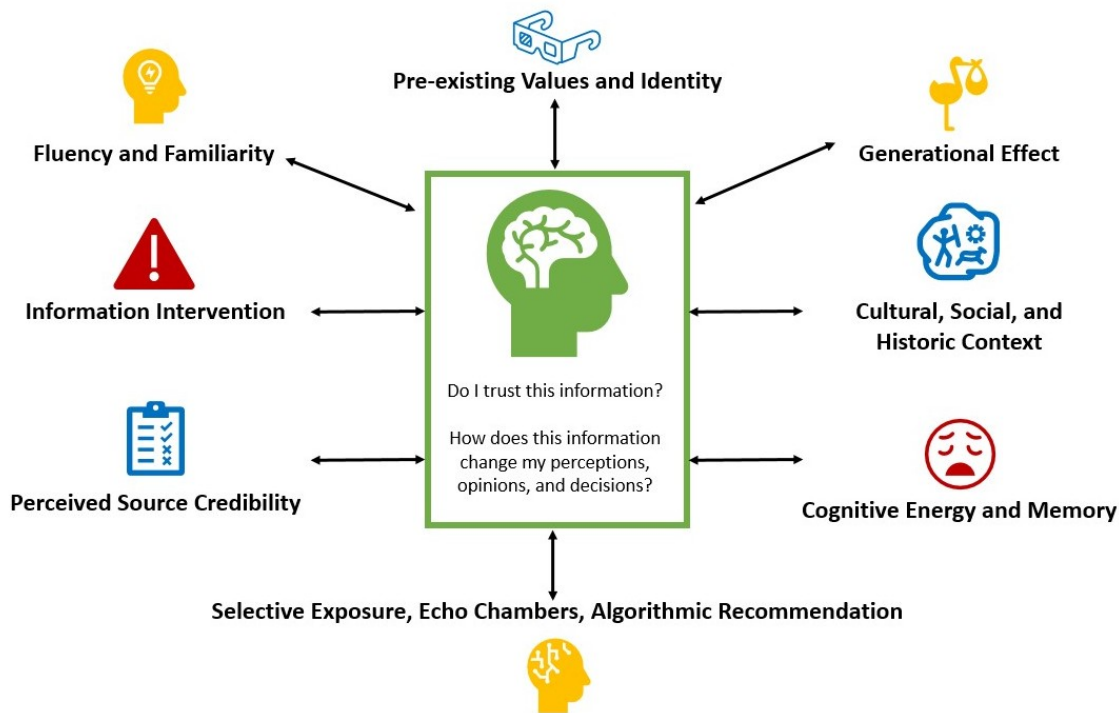 Pre-existing Values and Identity
Fluency and Familiarity
Generational Effect
Information Intervention
Cultural, Social, and
Historic Context
Do I trust this information?
How does this information
change my perceptions,
opinions, and decisions?
Perceived Source Credibility
Cognitive Energy and Memory
Selective Exposure, Echo Chambers, Algorithmic Recommendation